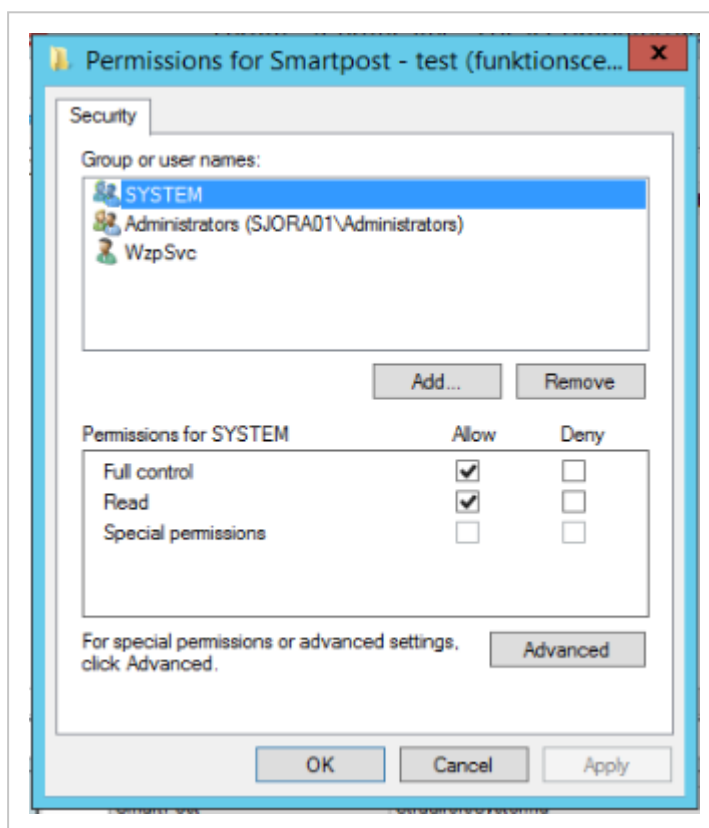 Permissions for Smartpost - test (funktionsce...
Security
Group or user names:
SYSTEM
Administrators (SJORA01\Administrators)
WzpSvc
Add...
Remove
Permissions for SYSTEM Allow Deny
Full control
Read
Special permissions
For special permissions or advanced settings,
click Advanced.
Advanced
OK
Cancel
Apply